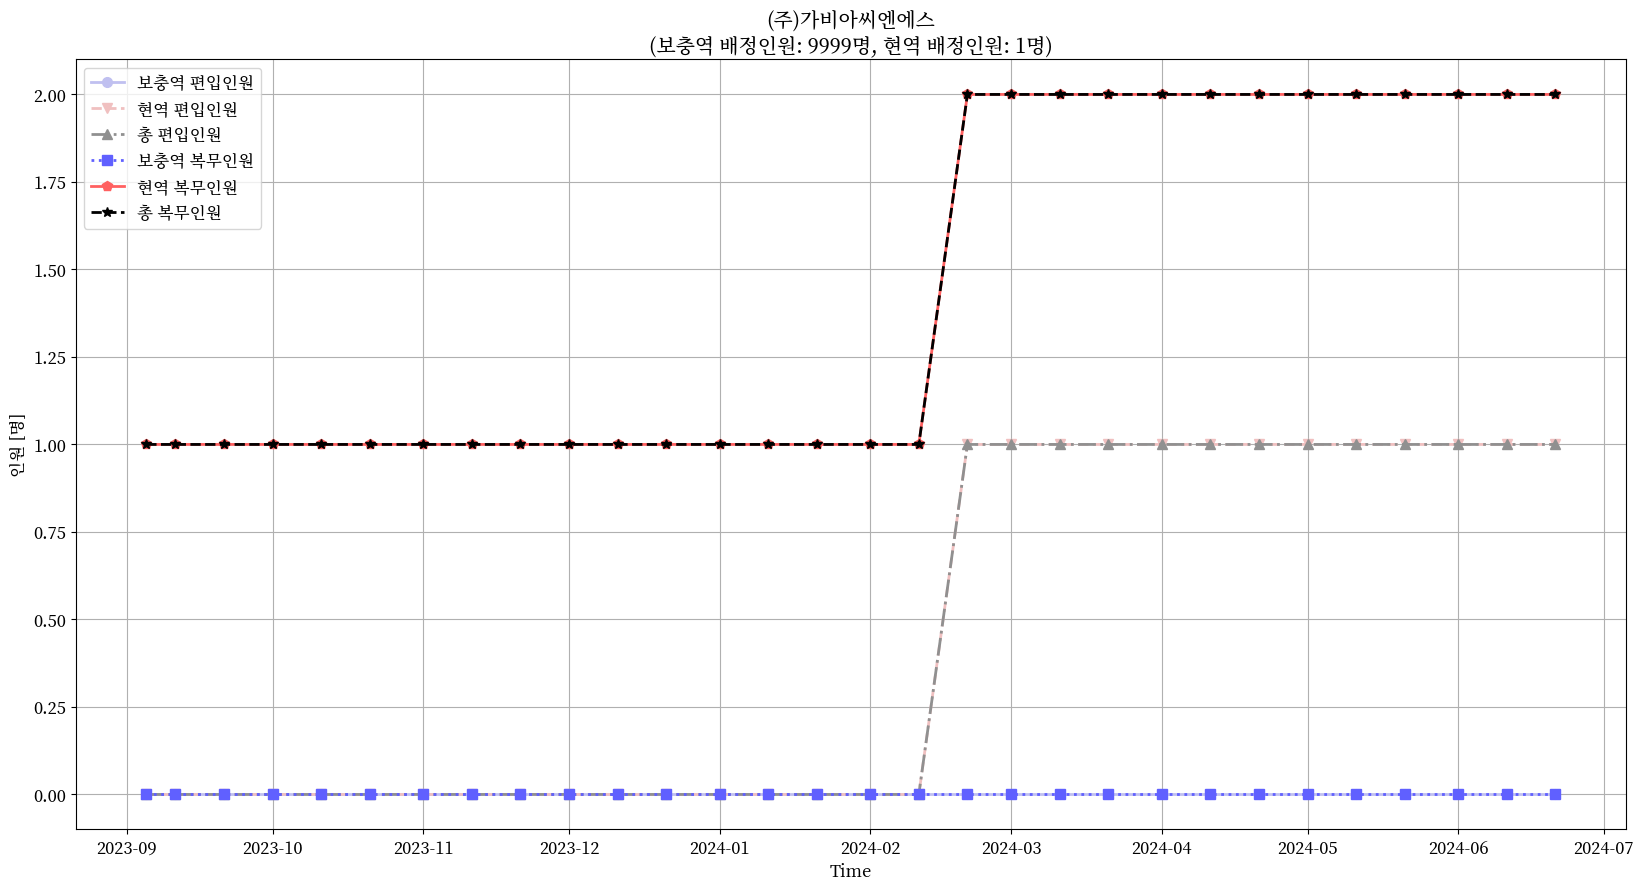 (주)가비아씨엔에스
(보충역 배정인원: 9999명, 현역 배정인원: 1명)
보충역 편입인원
현역 편입인원
총 편입인원
보충역 복무인원
현역 복무인원
총 복무인원
인원 [명]
2.00
1.75
1.50
1.25
1.00
0.75
0.50
0.25
0.00
2023-09 2023-10 2023-11 2023-12 2024-01 2024-02 2024-03 2024-04 2024-05 2024-06 2024-07
Time